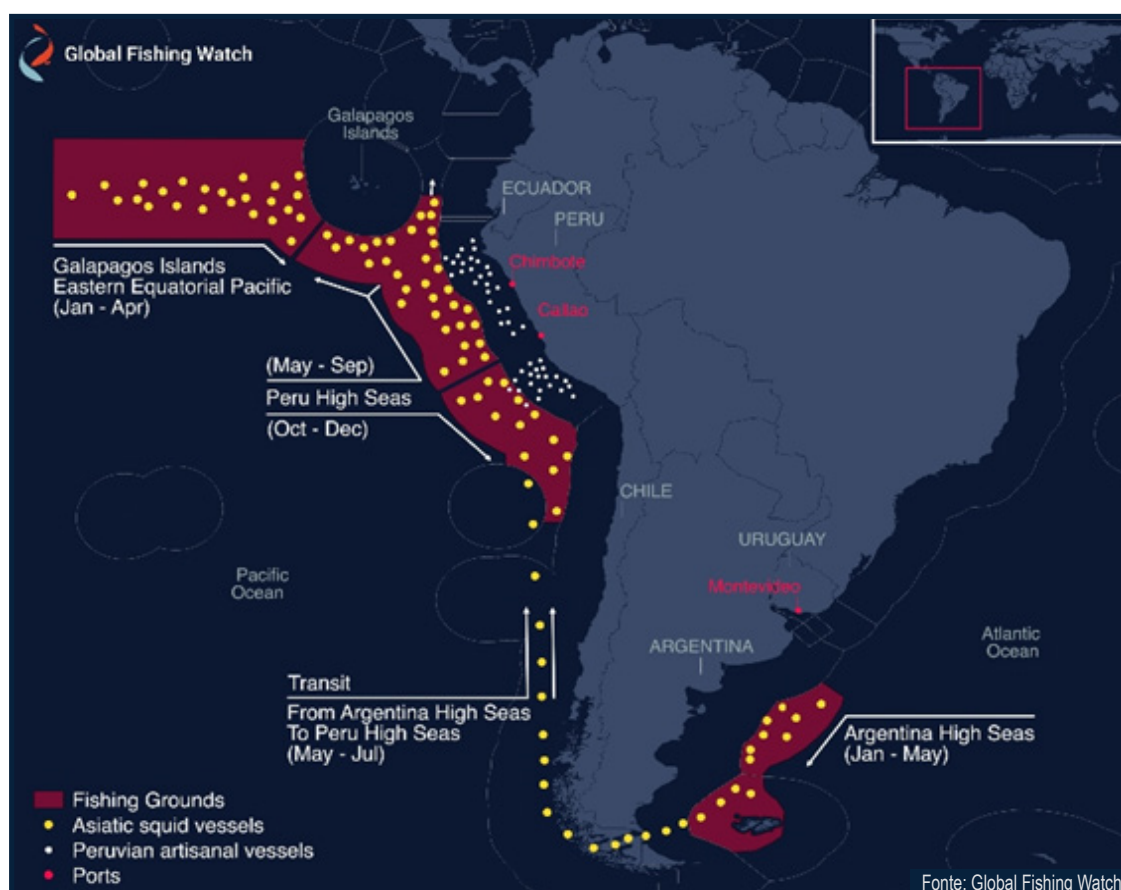 Global Fishing Watch
Galapagos
Islands
ECUADOR
PERU
Chimbote
Callao
Galapagos Islands
Eastern Equatorial Pacific
(Jan - Apr)
(May - Sep)
Peru High Seas
(Oct - Dec)
CHILE
URUGUAY
Pacific
Ocean
Montevideo
ARGENTINA
Atlantic
Ocean
Transit
From Argentina High Seas
To Peru High Seas
(May - Jul)
Argentina High Seas
(Jan - May)
Fishing Grounds
Asiatic squid vessels
Peruvian artisanal vessels
Ports
Fonte: Global Fishing Watch